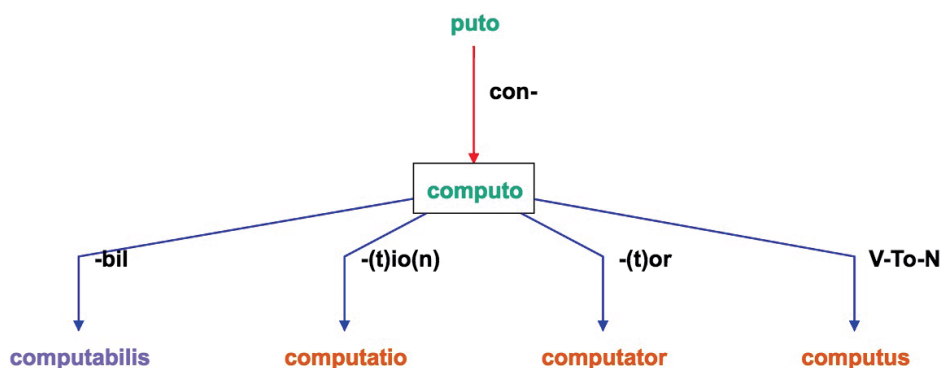 puto
con-
computo
-bil -(t)io(n) -(t)or V-To-N
computabilis computatio computator computus